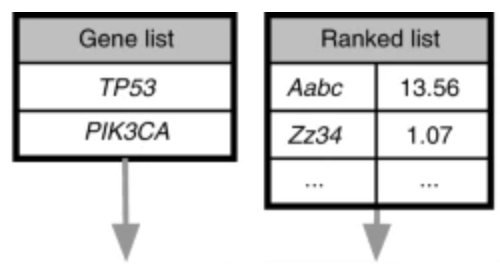 Gene list
TP53
PIK3CA
Ranked list
Aabc 13.56
Zz34 1.07
... ...